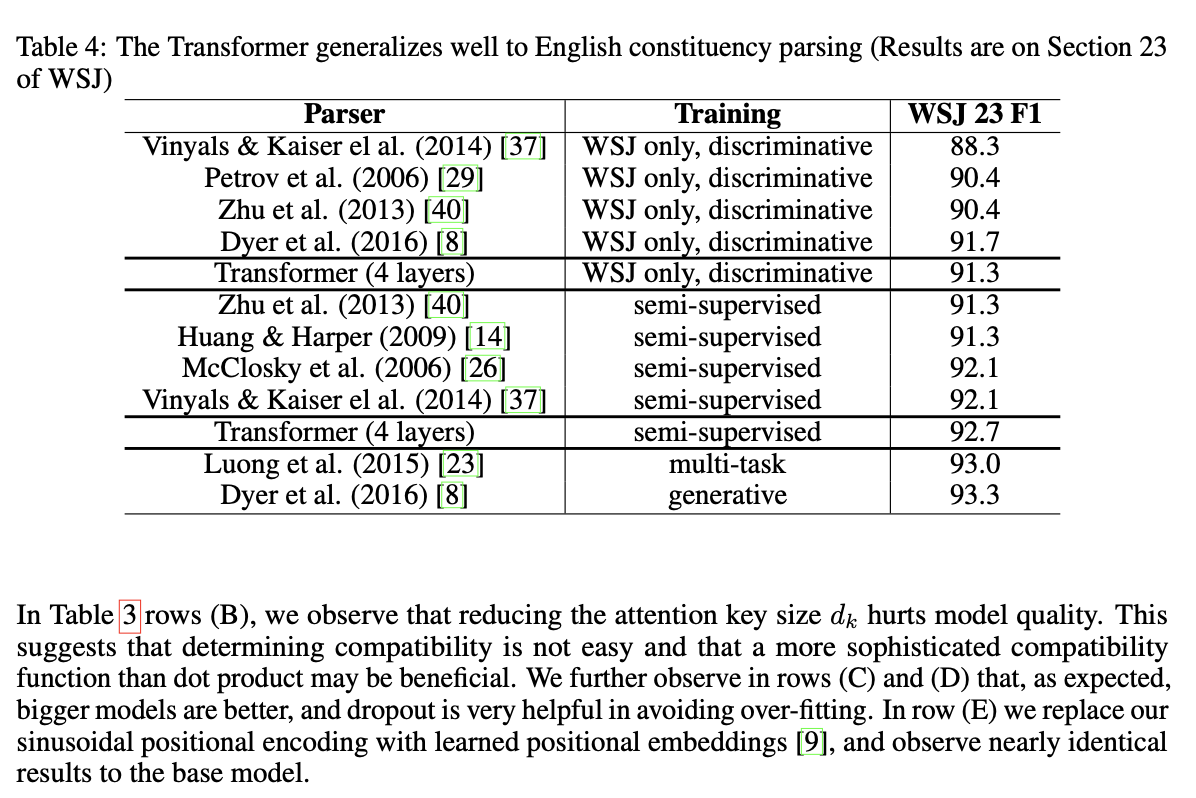 Table 4: The Transformer generalizes well to English constituency parsing (Results are on Section 23
of WSJ)
Parser Training WSJ 23 F1
Vinyals & Kaiser el al. (2014) [37] WSJ only, discriminative 88.3
Petrov et al. (2006) [29] WSJ only, discriminative 90.4
Zhu et al. (2013) [40] WSJ only, discriminative 90.4
Dyer et al. (2016) [8] WSJ only, discriminative 91.7
Transformer (4 layers) WSJ only, discriminative 91.3
Zhu et al. (2013) [40] semi-supervised 91.3
Huang & Harper (2009) [14] semi-supervised 91.3
McClosky et al. (2006) [26] semi-supervised 92.1
Vinyals & Kaiser el al. (2014) [37] semi-supervised 92.1
Transformer (4 layers) semi-supervised 92.7
Luong et al. (2015) [23] multi-task 93.0
Dyer et al. (2016) [8] generative 93.3
In Table 3 rows (B), we observe that reducing the attention key size dk hurts model quality. This
suggests that determining compatibility is not easy and that a more sophisticated compatibility
function than dot product may be beneficial. We further observe in rows (C) and (D) that, as expected,
bigger models are better, and dropout is very helpful in avoiding over-fitting. In row (E) we replace our
sinusoidal positional encoding with learned positional embeddings [9], and observe nearly identical
results to the base model.